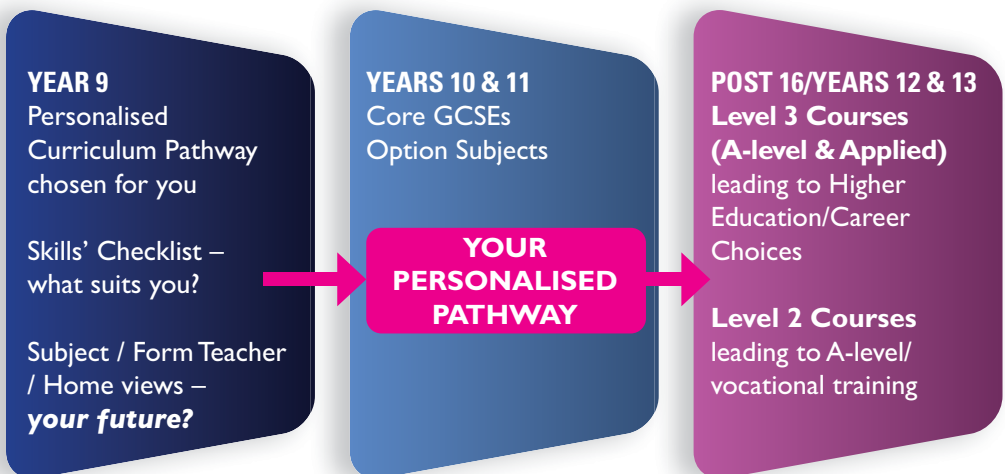 YEAR 9
Personalised
Curriculum Pathway
chosen for you
Skills’ Checklist –
what suits you?
Subject / Form Teacher
/ Home views –
your future?
YEARS 10 & 11
Core GCSEs
Option Subjects
YOUR
PERSONALISED
PATHWAY
POST 16/YEARS 12 & 13
Level 3 Courses
(A-level & Applied)
leading to Higher
Education/Career
Choices
Level 2 Courses
leading to A-level/
vocational training